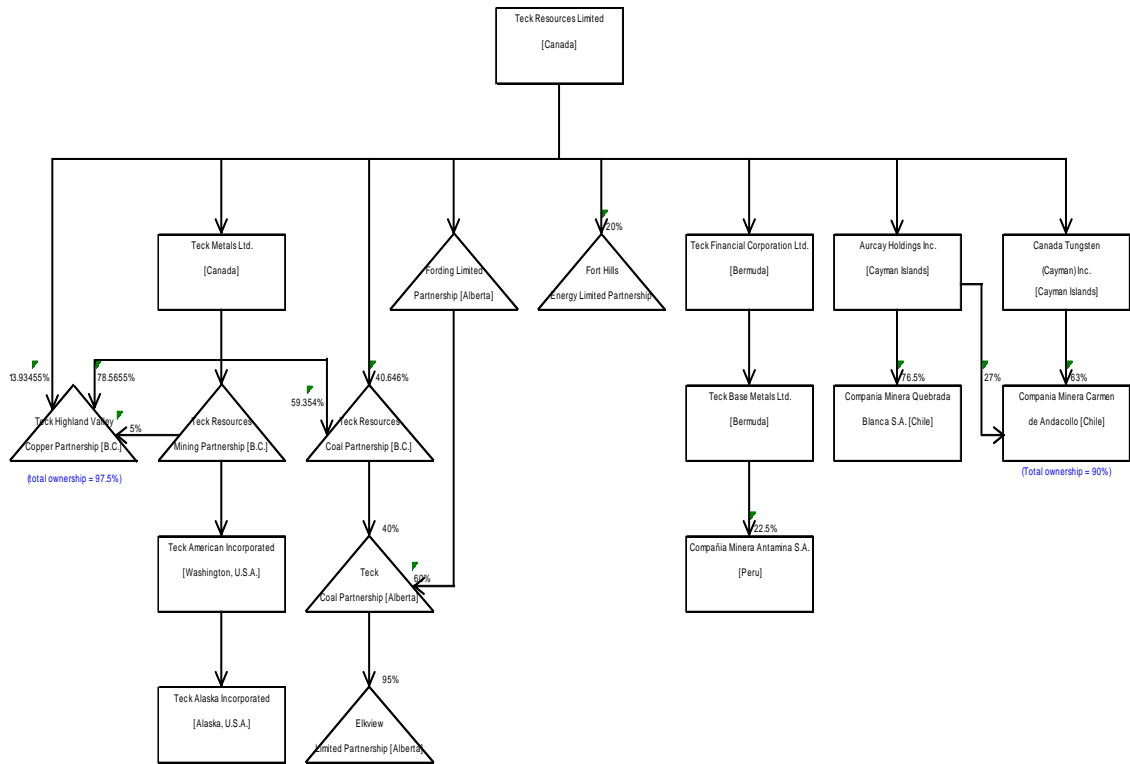 Teck Resources Limited
[Canada]
20%
Teck Metals Ltd.
[Canada]
Fording Limited
Partnership [Alberta]
Fort Hills
Energy Limited Partnership
Teck Financial Corporation Ltd.
[Bermuda]
Aurcay Holdings Inc.
[Cayman Islands]
Canada Tungsten
(Cayman) Inc.
[Cayman Islands]
13.93455%
78.5655%
59.354%
40.646%
76.5%
27%
63%
Teck Highland Valley
Copper Partnership [B.C.]
(total ownership = 97.5%)
5%
Teck Resources
Mining Partnership [B.C.]
Teck Resources
Coal Partnership [B.C.]
Teck Base Metals Ltd.
[Bermuda]
Compania Minera Quebrada
Blanca S.A. [Chile]
Compania Minera Carmen
de Andacollo [Chile]
(Total ownership = 90%)
40%
22.5%
Teck American Incorporated
[Washington, U.S.A.]
Teck
Coal Partnership [Alberta]
60%
Compañia Minera Antamina S.A.
[Peru]
95%
Teck Alaska Incorporated
[Alaska, U.S.A.]
Elkview
Limited Partnership [Alberta]